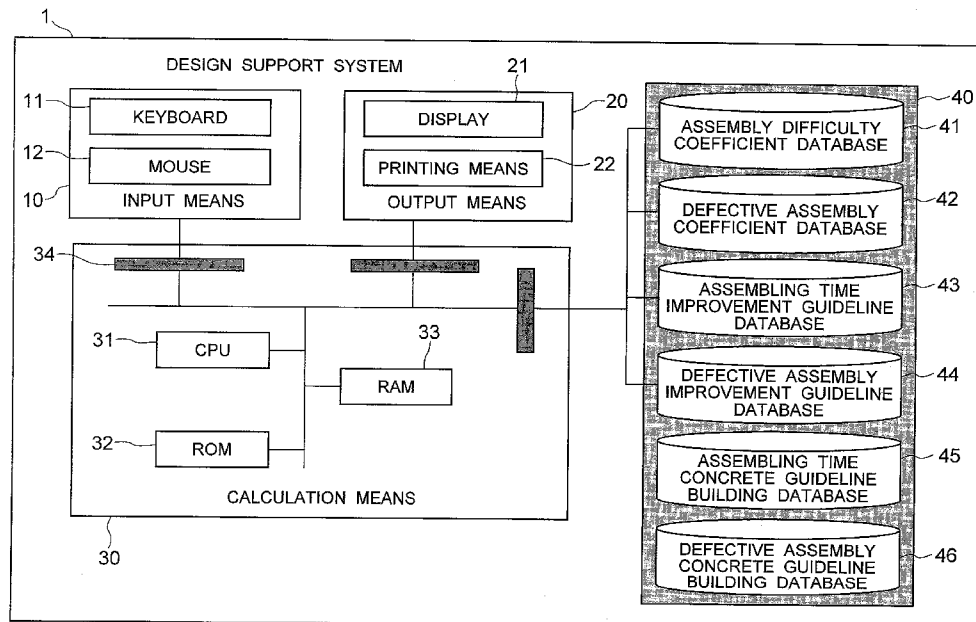 1
DESIGN SUPPORT SYSTEM
11
KEYBOARD
12
MOUSE
10
INPUT MEANS
21
20
DISPLAY
PRINTING MEANS
22
OUTPUT MEANS
34
31
CPU
33
RAM
32
ROM
CALCULATION MEANS
30
40
ASSEMBLY DIFFICULTY
COEFFICIENT DATABASE
41
DEFECTIVE ASSEMBLY
COEFFICIENT DATABASE
42
ASSEMBLING TIME
IMPROVEMENT GUIDELINE
DATABASE
43
DEFECTIVE ASSEMBLY
IMPROVEMENT GUIDELINE
DATABASE
44
ASSEMBLING TIME
CONCRETE GUIDELINE
BUILDING DATABASE
45
DEFECTIVE ASSEMBLY
CONCRETE GUIDELINE
BUILDING DATABASE
46